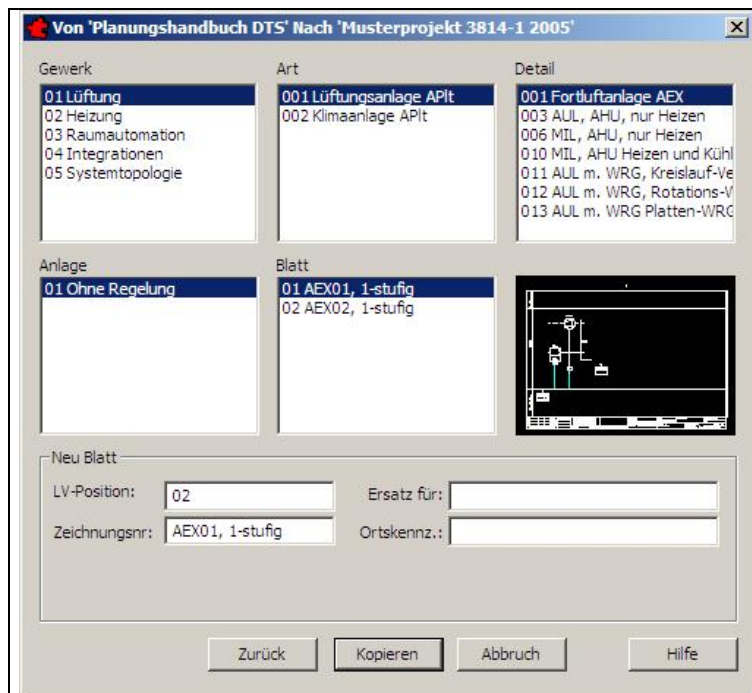 Von 'Planungshandbuch DTS' Nach 'Musterprojekt 3814-1 2005'
Gewerk
01 Lüftung
02 Heizung
03 Raumautomation
04 Integrationen
05 Systemtopologie
Art
001 Lüftungsanlage APlt
002 Klimaanlage APlt
Detail
001 Fortluftanlage AEX
003 AUL, AHU, nur Heizen
006 MIL, AHU, nur Heizen
010 MIL, AHU Heizen und Kühl
011 AUL m. WRG, Kreislauf-Ve
012 AUL m. WRG, Rotations-W
013 AUL m. WRG Platten-WRG
Anlage
01 Ohne Regelung
Blatt
01 AEX01, 1-stufig
02 AEX02, 1-stufig
Neu Blatt
LV-Position: 02
Ersatz für:
Zeichnungsnr: AEX01, 1-stufig
Ortskennz.:
Zurück
Kopieren
Abbruch
Hilfe